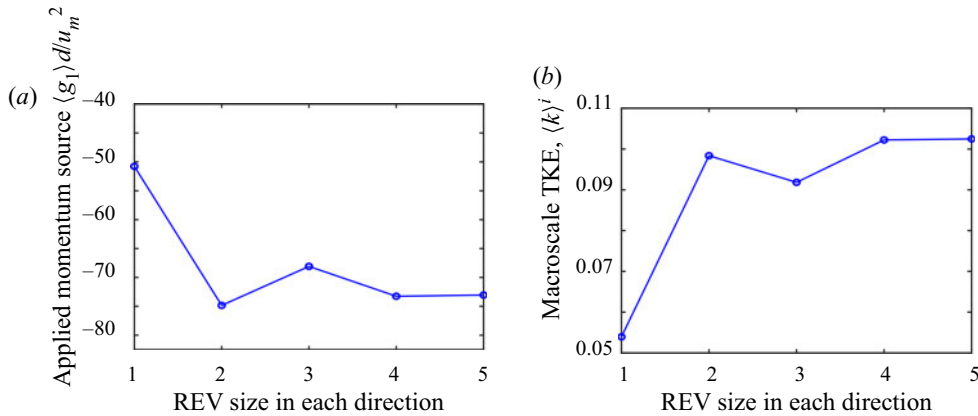 (a)
Applied momentum source ⟨g₁⟩d/uₘ²
−40
−50
−60
−70
−80
1 2 3 4 5
REV size in each direction
(b)
Macroscale TKE, ⟨k⟩ⁱ
0.11
0.09
0.07
0.05
1 2 3 4 5
REV size in each direction